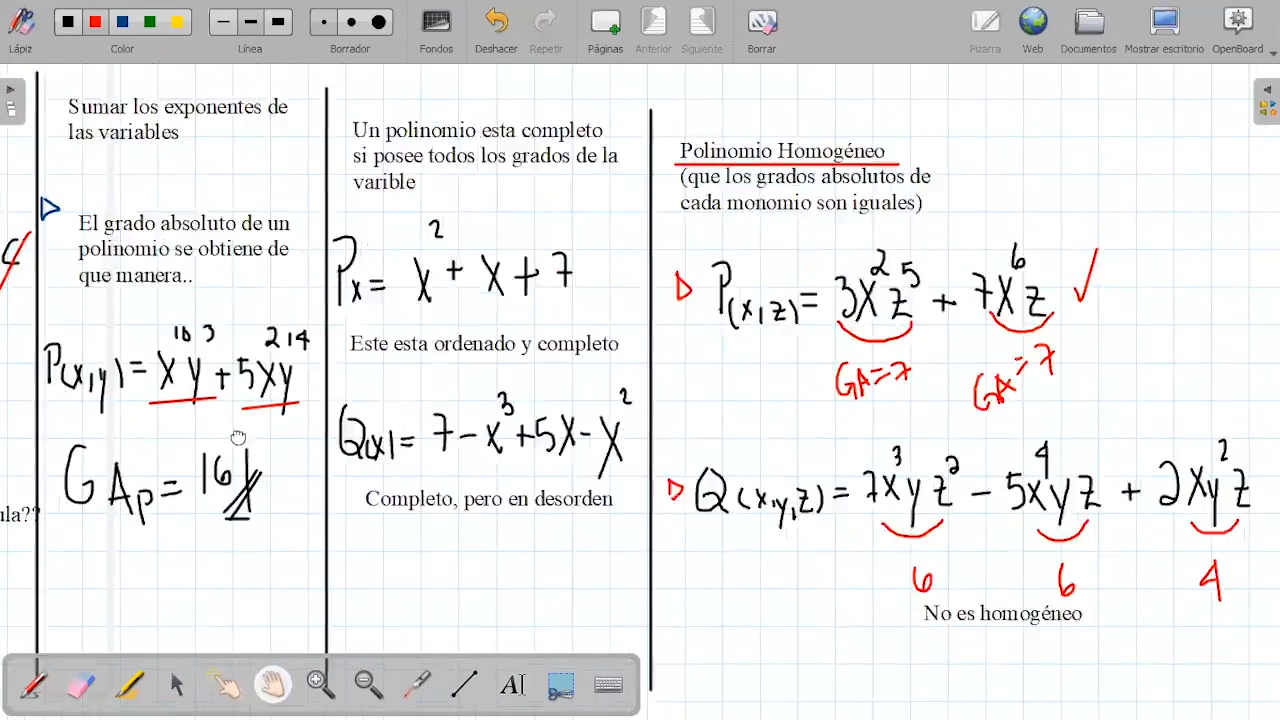 Lápiz
Color
Línea
Borrador
Fondos
Deshacer
Repetir
Páginas
Anterior
Siguiente
Borrar
Pizarra
Web
Documentos
Mostrar escritorio
OpenBoard
Sumar los exponentes de
las variables
El grado absoluto de un
polinomio se obtiene de
que manera..
P(x,y) = x¹⁰y³ + 5x²y¹⁴
GAp = 16
ula??
Un polinomio esta completo
si posee todos los grados de la
varible
Px = x² + x + 7
Este esta ordenado y completo
Q(x) = 7 - x³ + 5x - x²
Completo, pero en desorden
Polinomio Homogéneo
(que los grados absolutos de
cada monomio son iguales)
P(x,z) = 3x²z⁵ + 7x⁶z ✓
GA=7 GA=7
Q(x,y,z) = 7x³yz² - 5x⁴yz + 2xy²z
6 6 4
No es homogéneo
AI